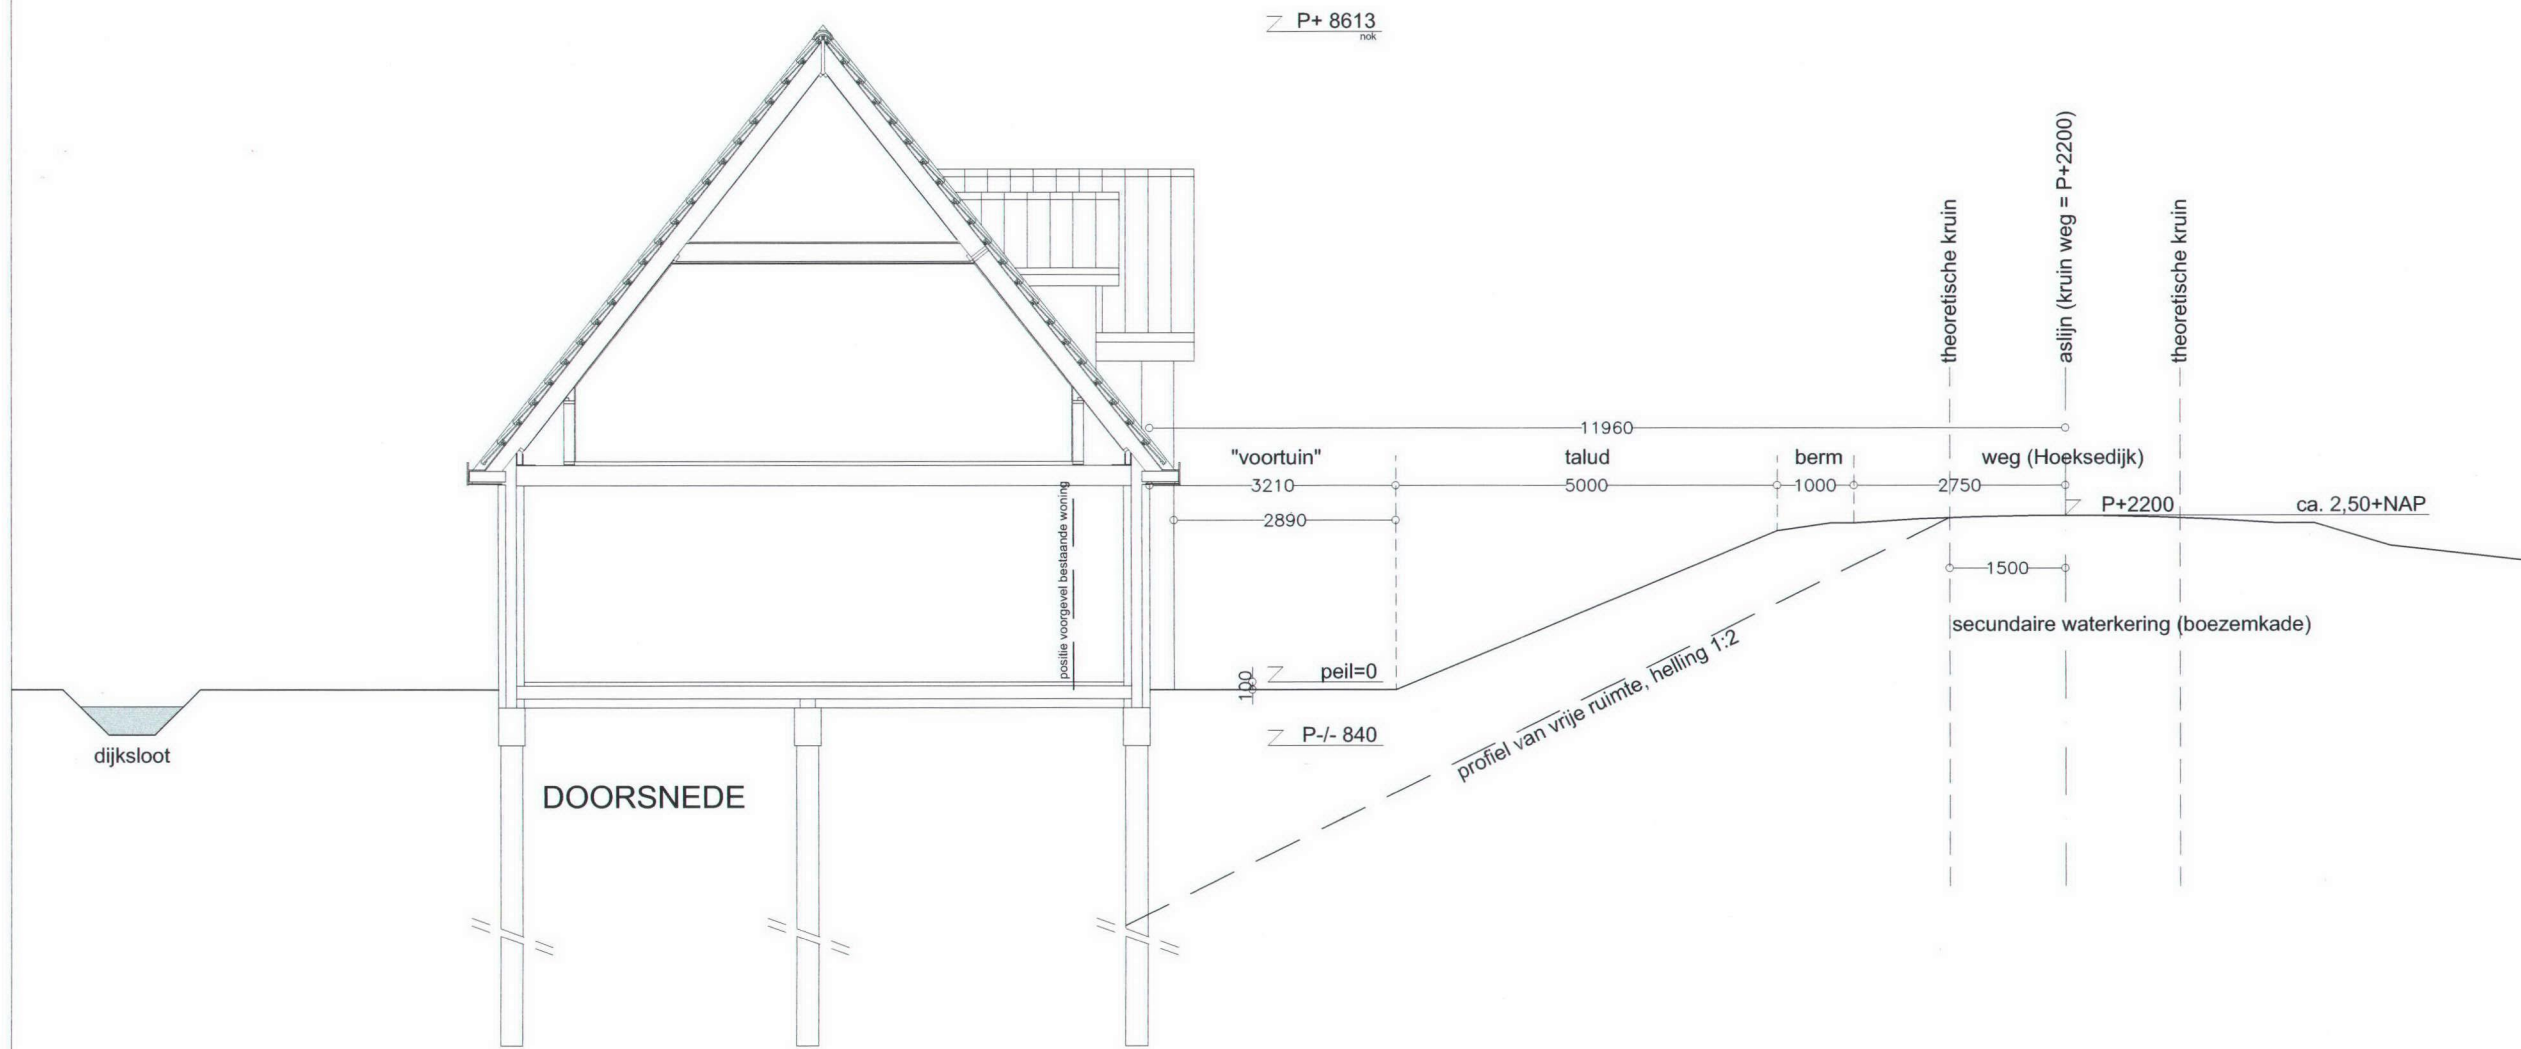 P+ 8613
nok
theoretische kruin
aslijn (kruin weg = P+2200)
theoretische kruin
11960
"voortuin"
talud
berm
weg (Hoeksedijk)
3210
5000
1000
2750
2890
P+2200
ca. 2,50+NAP
1500
positie voorgevel bestaande woning
secundaire waterkering (boezemkade)
100
peil=0
profiel van vrije ruimte, helling 1:2
P-/- 840
dijksloot
DOORSNEDE